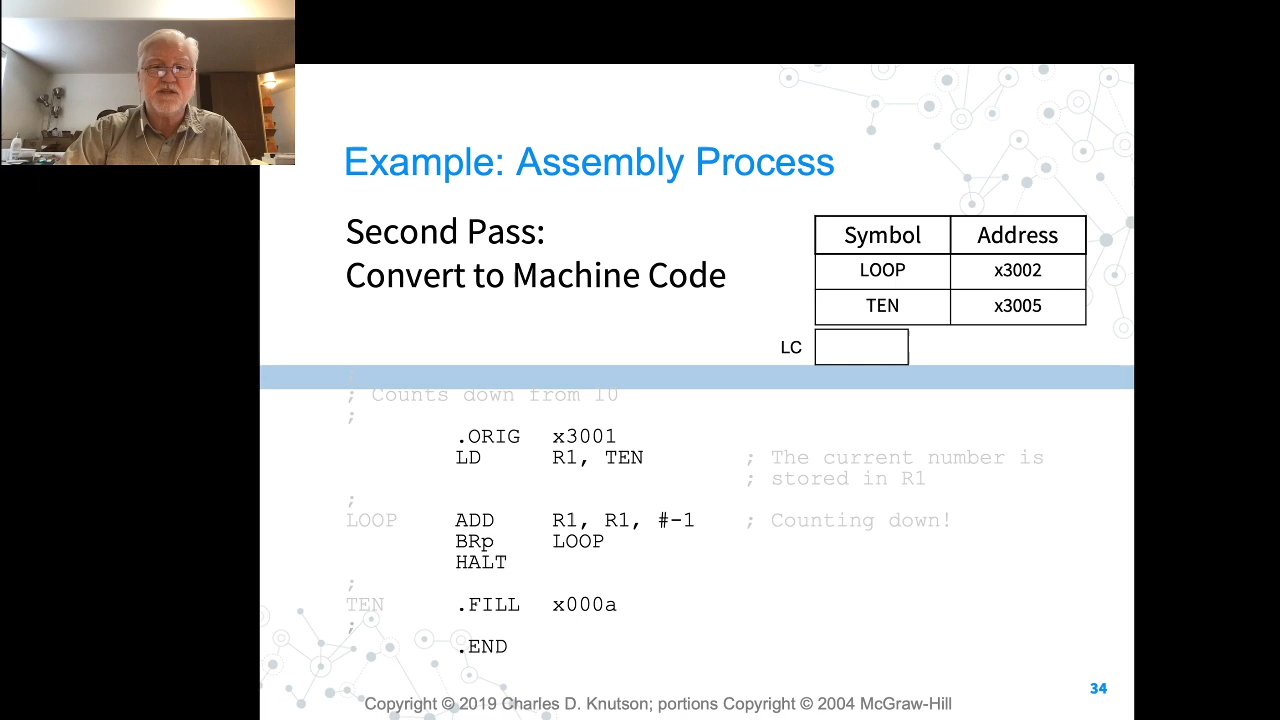 Example: Assembly Process
Second Pass:
Convert to Machine Code
Symbol Address
LOOP x3002
TEN x3005
LC
;
; Counts down from 10
;
.ORIG x3001
LD R1, TEN ; The current number is
; stored in R1
;
LOOP ADD R1, R1, #-1 ; Counting down!
BRp LOOP
HALT
;
TEN .FILL x000a
;
.END
34
Copyright © 2019 Charles D. Knutson; portions Copyright © 2004 McGraw-Hill